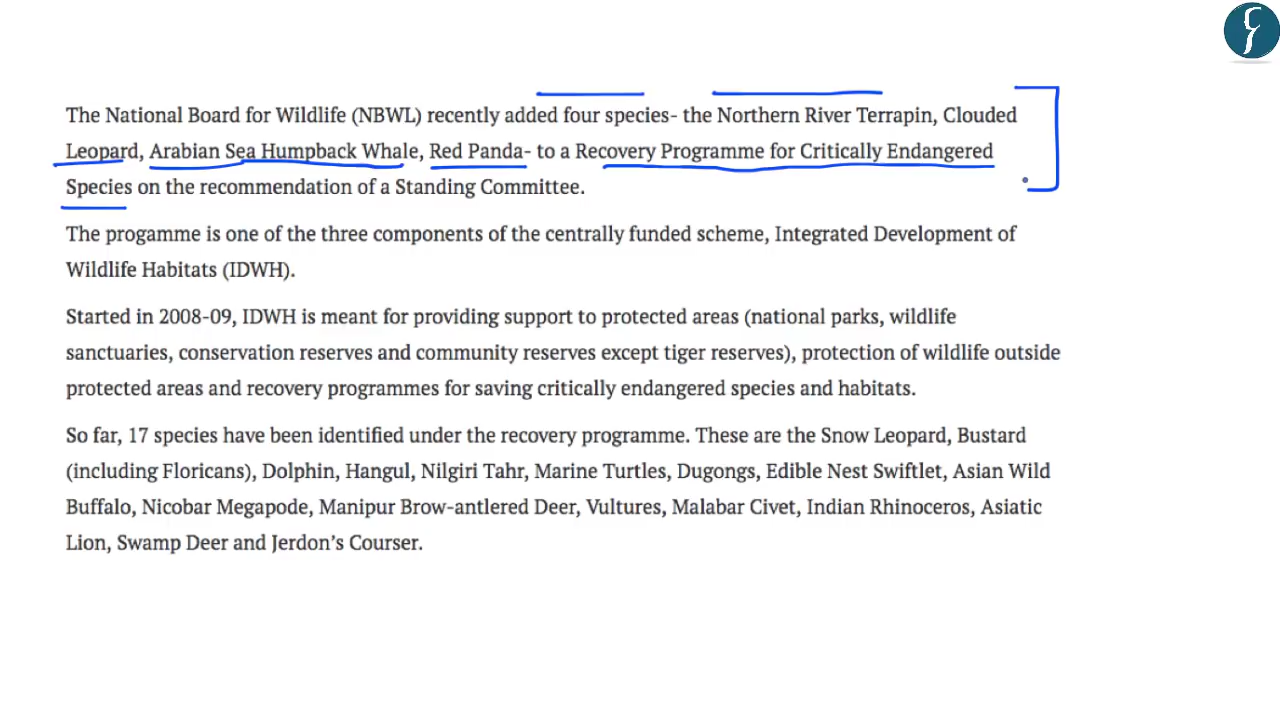 The National Board for Wildlife (NBWL) recently added four species- the Northern River Terrapin, Clouded
Leopard, Arabian Sea Humpback Whale, Red Panda- to a Recovery Programme for Critically Endangered
Species on the recommendation of a Standing Committee.
The progamme is one of the three components of the centrally funded scheme, Integrated Development of
Wildlife Habitats (IDWH).
Started in 2008-09, IDWH is meant for providing support to protected areas (national parks, wildlife
sanctuaries, conservation reserves and community reserves except tiger reserves), protection of wildlife outside
protected areas and recovery programmes for saving critically endangered species and habitats.
So far, 17 species have been identified under the recovery programme. These are the Snow Leopard, Bustard
(including Floricans), Dolphin, Hangul, Nilgiri Tahr, Marine Turtles, Dugongs, Edible Nest Swiftlet, Asian Wild
Buffalo, Nicobar Megapode, Manipur Brow-antlered Deer, Vultures, Malabar Civet, Indian Rhinoceros, Asiatic
Lion, Swamp Deer and Jerdon’s Courser.